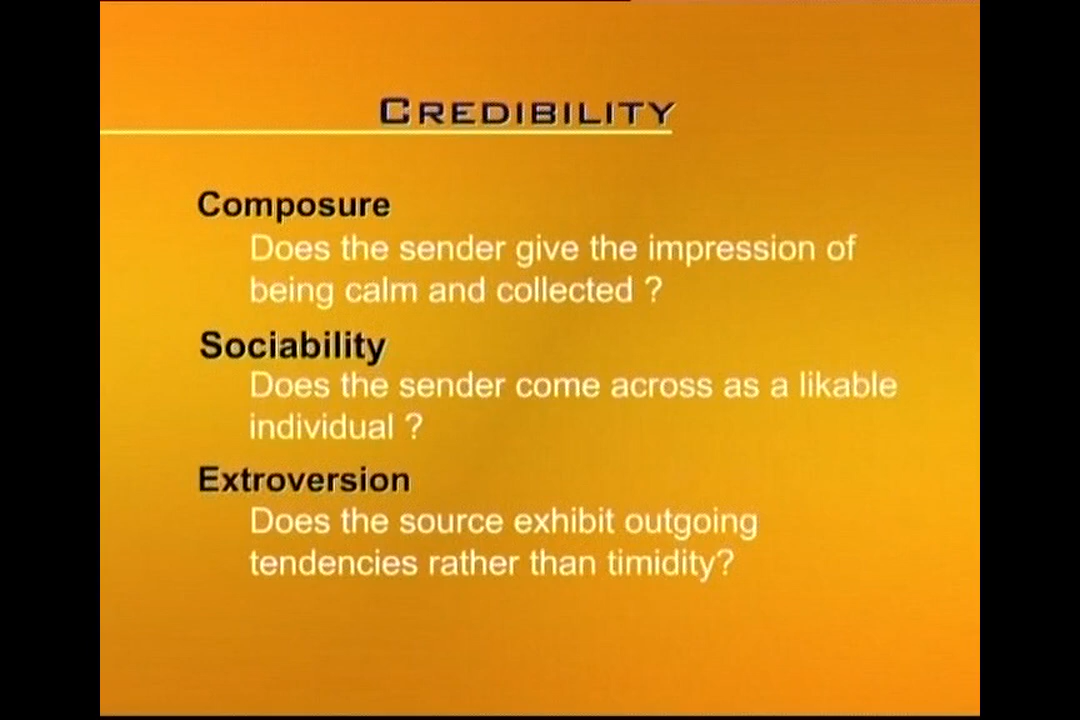 CREDIBILITY
Composure
Does the sender give the impression of
being calm and collected ?
Sociability
Does the sender come across as a likable
individual ?
Extroversion
Does the source exhibit outgoing
tendencies rather than timidity?